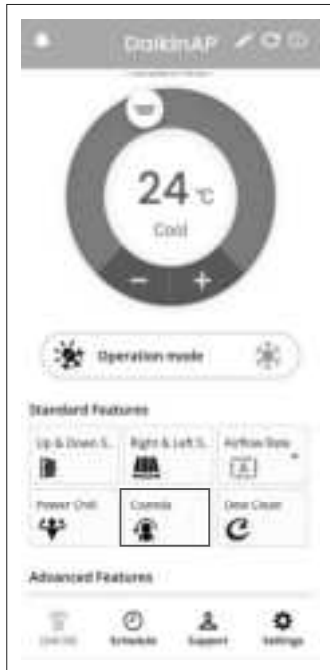 DaikinAP
24 °C
Cool
− +
Operation mode
Standard Features
Up & Down S... Right & Left S... Airflow Rate
A
Power Chill Coanda Dew Clean
Advanced Features
Schedule Support Settings